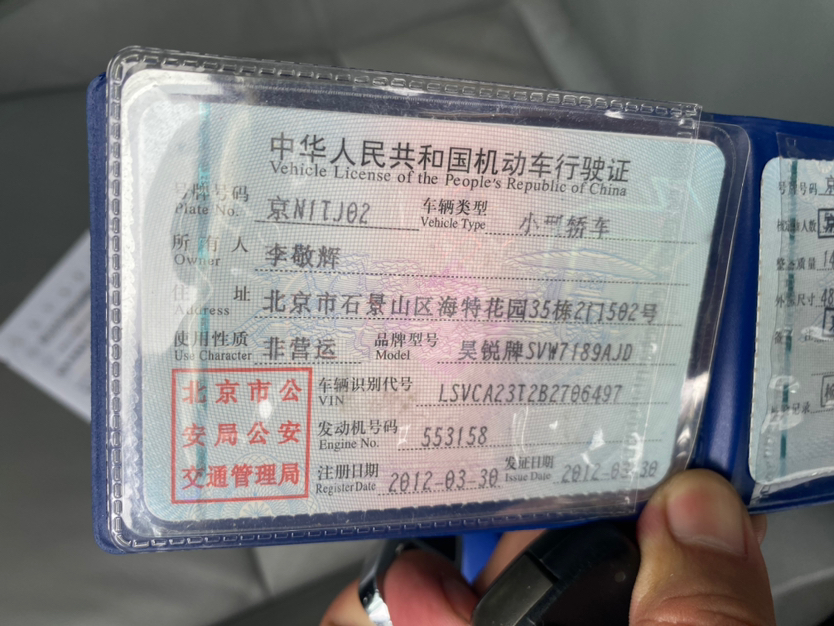 中华人民共和国机动车行驶证
Vehicle License of the People's Republic of China
号牌号码 京N1TJ02 车辆类型 小型轿车
Plate No. Vehicle Type
所有人 李敬辉
Owner
住址 北京市石景山区海特花园35栋2门1502号
Address
使用性质 非营运 品牌型号 昊锐牌SVW7189AJD
Use Character Model
北京市公安局公安交通管理局
车辆识别代号 LSVCA23T2B2706497
VIN
发动机号码 553158
Engine No.
注册日期 2012-03-30 发证日期 2012-03-30
Register Date Issue Date
号牌号码 京